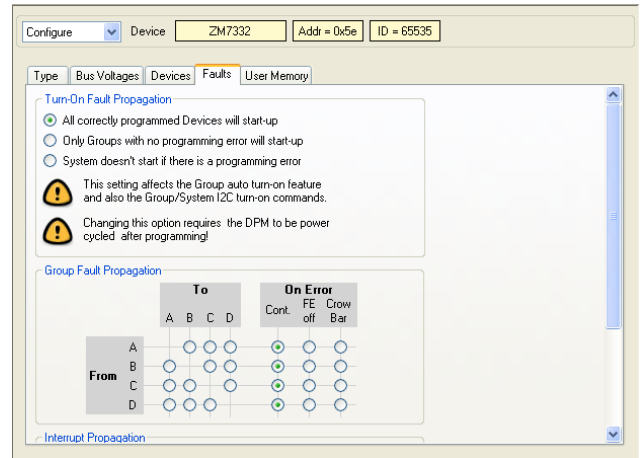 Configure Device ZM7332 Addr = 0x5e ID = 65535
Type Bus Voltages Devices Faults User Memory
Turn-On Fault Propagation
All correctly programmed Devices will start-up
Only Groups with no programming error will start-up
System doesn't start if there is a programming error
This setting affects the Group auto turn-on feature
and also the Group/System I2C turn-on commands.
Changing this option requires the DPM to be power
cycled after programming!
Group Fault Propagation
To On Error
A B C D Cont. FE off Crow Bar
From
A
B
C
D
Interrupt Propagation